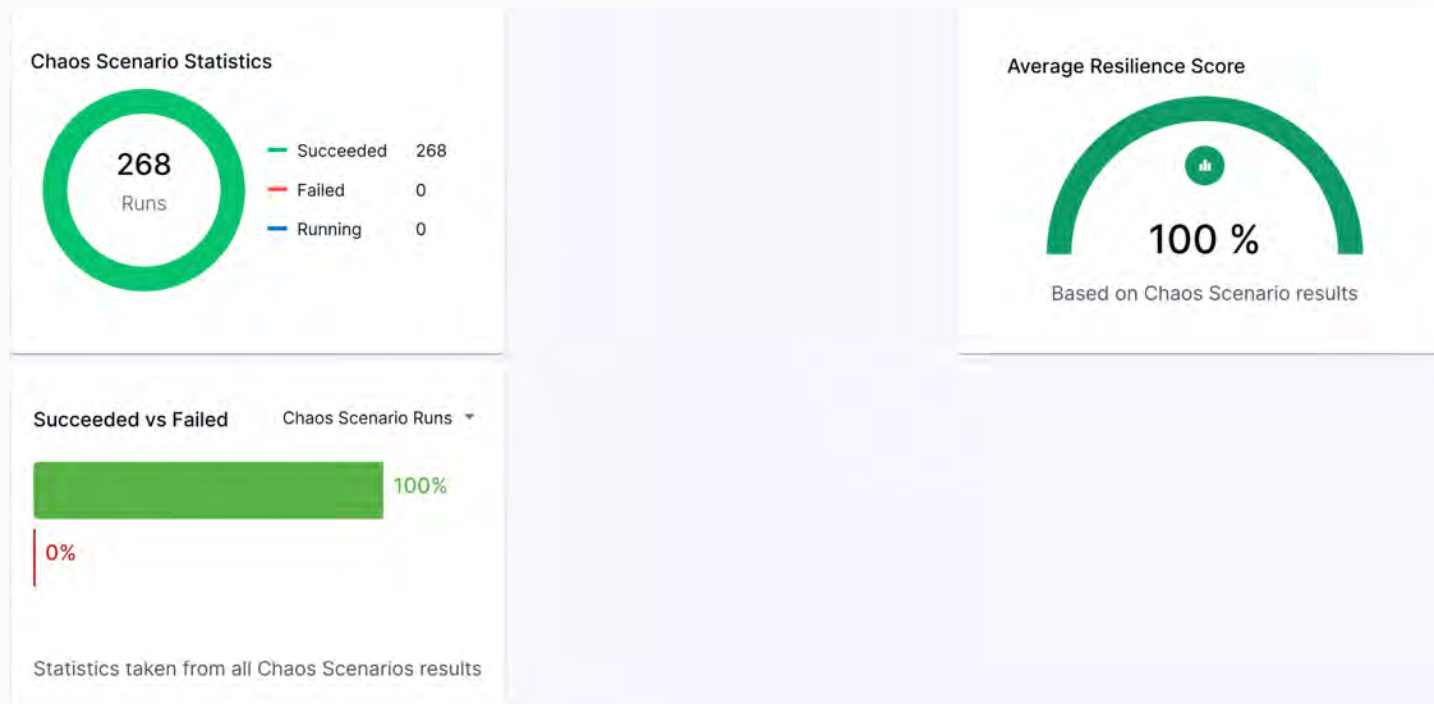 Chaos Scenario Statistics
268
Runs
Succeeded 268
Failed 0
Running 0
Average Resilience Score
100 %
Based on Chaos Scenario results
Succeeded vs Failed Chaos Scenario Runs
100%
0%
Statistics taken from all Chaos Scenarios results